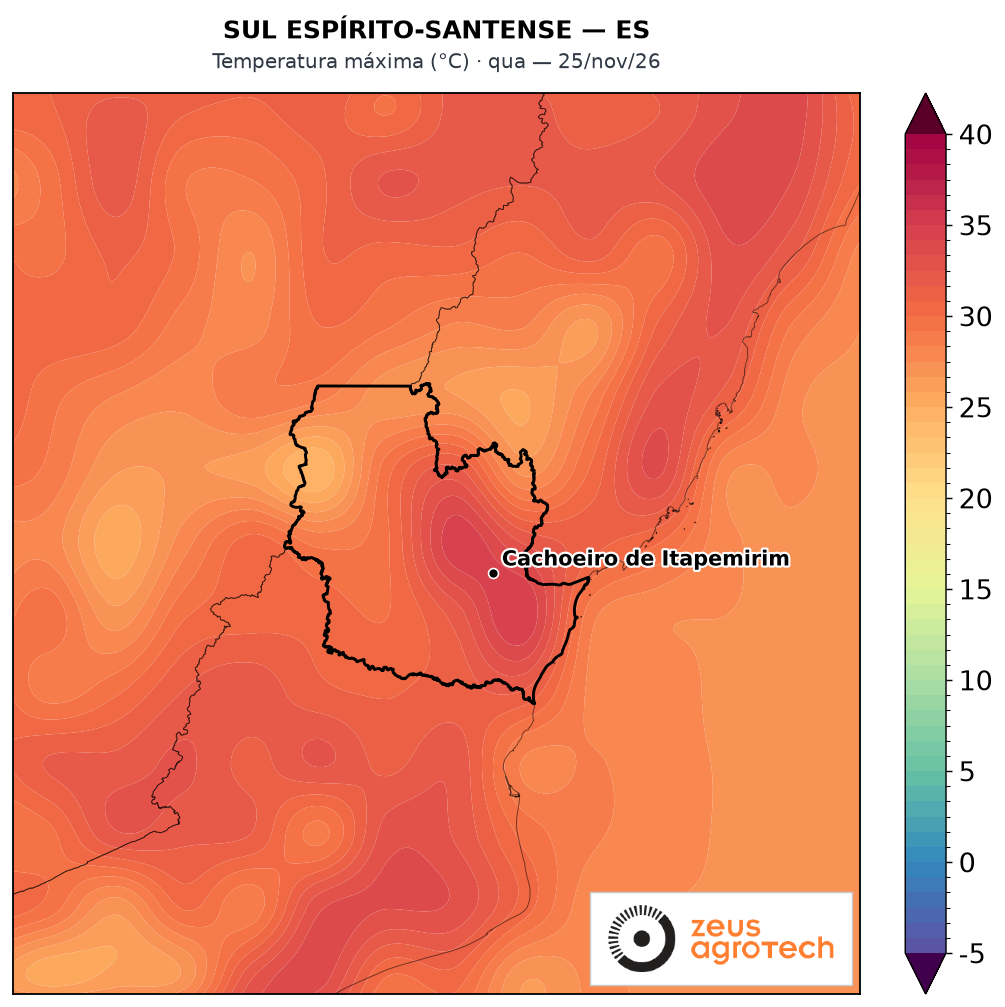 SUL ESPÍRITO-SANTENSE — ES
Temperatura máxima (°C) · qua — 25/nov/26
40
35
30
25
20
15
10
5
0
-5
Cachoeiro de Itapemirim
zeus
agrotech